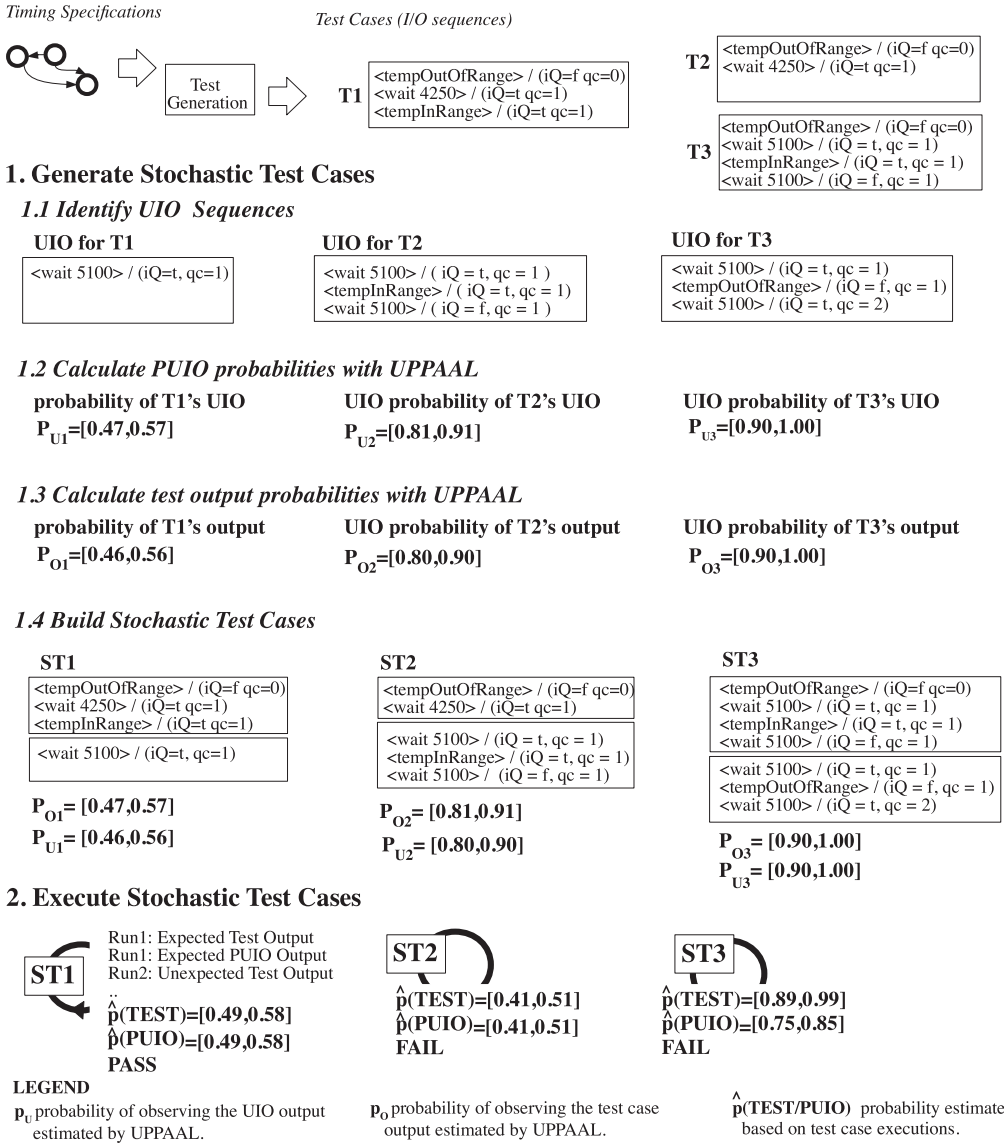 Timing Specifications
Test Cases (I/O sequences)
Test
Generation
T1
<tempOutOfRange> / (iQ=f qc=0)
<wait 4250> / (iQ=t qc=1)
<tempInRange> / (iQ=t qc=1)
T2
<tempOutOfRange> / (iQ=f qc=0)
<wait 4250> / (iQ=t qc=1)
T3
<tempOutOfRange> / (iQ=f qc=0)
<wait 5100> / (iQ = t, qc = 1)
<tempInRange> / (iQ = t, qc = 1)
<wait 5100> / (iQ = f, qc = 1)
1. Generate Stochastic Test Cases
1.1 Identify UIO Sequences
UIO for T1
<wait 5100> / (iQ=t, qc=1)
UIO for T2
<wait 5100> / ( iQ = t, qc = 1 )
<tempInRange> / ( iQ = t, qc = 1)
<wait 5100> / ( iQ = f, qc = 1 )
UIO for T3
<wait 5100> / (iQ = t, qc = 1)
<tempOutOfRange> / (iQ = f, qc = 1)
<wait 5100> / (iQ = t, qc = 2)
1.2 Calculate PUIO probabilities with UPPAAL
probability of T1's UIO
P_U1=[0.47,0.57]
UIO probability of T2's UIO
P_U2=[0.81,0.91]
UIO probability of T3's UIO
P_U3=[0.90,1.00]
1.3 Calculate test output probabilities with UPPAAL
probability of T1's output
P_O1=[0.46,0.56]
UIO probability of T2's output
P_O2=[0.80,0.90]
UIO probability of T3's output
P_O3=[0.90,1.00]
1.4 Build Stochastic Test Cases
ST1
<tempOutOfRange> / (iQ=f qc=0)
<wait 4250> / (iQ=t qc=1)
<tempInRange> / (iQ=t qc=1)
<wait 5100> / (iQ=t, qc=1)
P_O1= [0.47,0.57]
P_U1= [0.46,0.56]
ST2
<tempOutOfRange> / (iQ=f qc=0)
<wait 4250> / (iQ=t qc=1)
<wait 5100> / (iQ = t, qc = 1)
<tempInRange> / (iQ = t, qc = 1)
<wait 5100> / (iQ = f, qc = 1)
P_O2= [0.81,0.91]
P_U2= [0.80,0.90]
ST3
<tempOutOfRange> / (iQ=f qc=0)
<wait 5100> / (iQ = t, qc = 1)
<tempInRange> / (iQ = t, qc = 1)
<wait 5100> / (iQ = f, qc = 1)
<wait 5100> / (iQ = t, qc = 1)
<tempOutOfRange> / (iQ = f, qc = 1)
<wait 5100> / (iQ = t, qc = 2)
P_O3= [0.90,1.00]
P_U3= [0.90,1.00]
2. Execute Stochastic Test Cases
ST1
Run1: Expected Test Output
Run1: Expected PUIO Output
Run2: Unexpected Test Output
..
p̂(TEST)=[0.49,0.58]
p̂(PUIO)=[0.49,0.58]
PASS
ST2
p̂(TEST)=[0.41,0.51]
p̂(PUIO)=[0.41,0.51]
FAIL
ST3
p̂(TEST)=[0.89,0.99]
p̂(PUIO)=[0.75,0.85]
FAIL
LEGEND
p_U probability of observing the UIO output
estimated by UPPAAL.
p_O probability of observing the test case
output estimated by UPPAAL.
p̂(TEST/PUIO) probability estimate
based on test case executions.